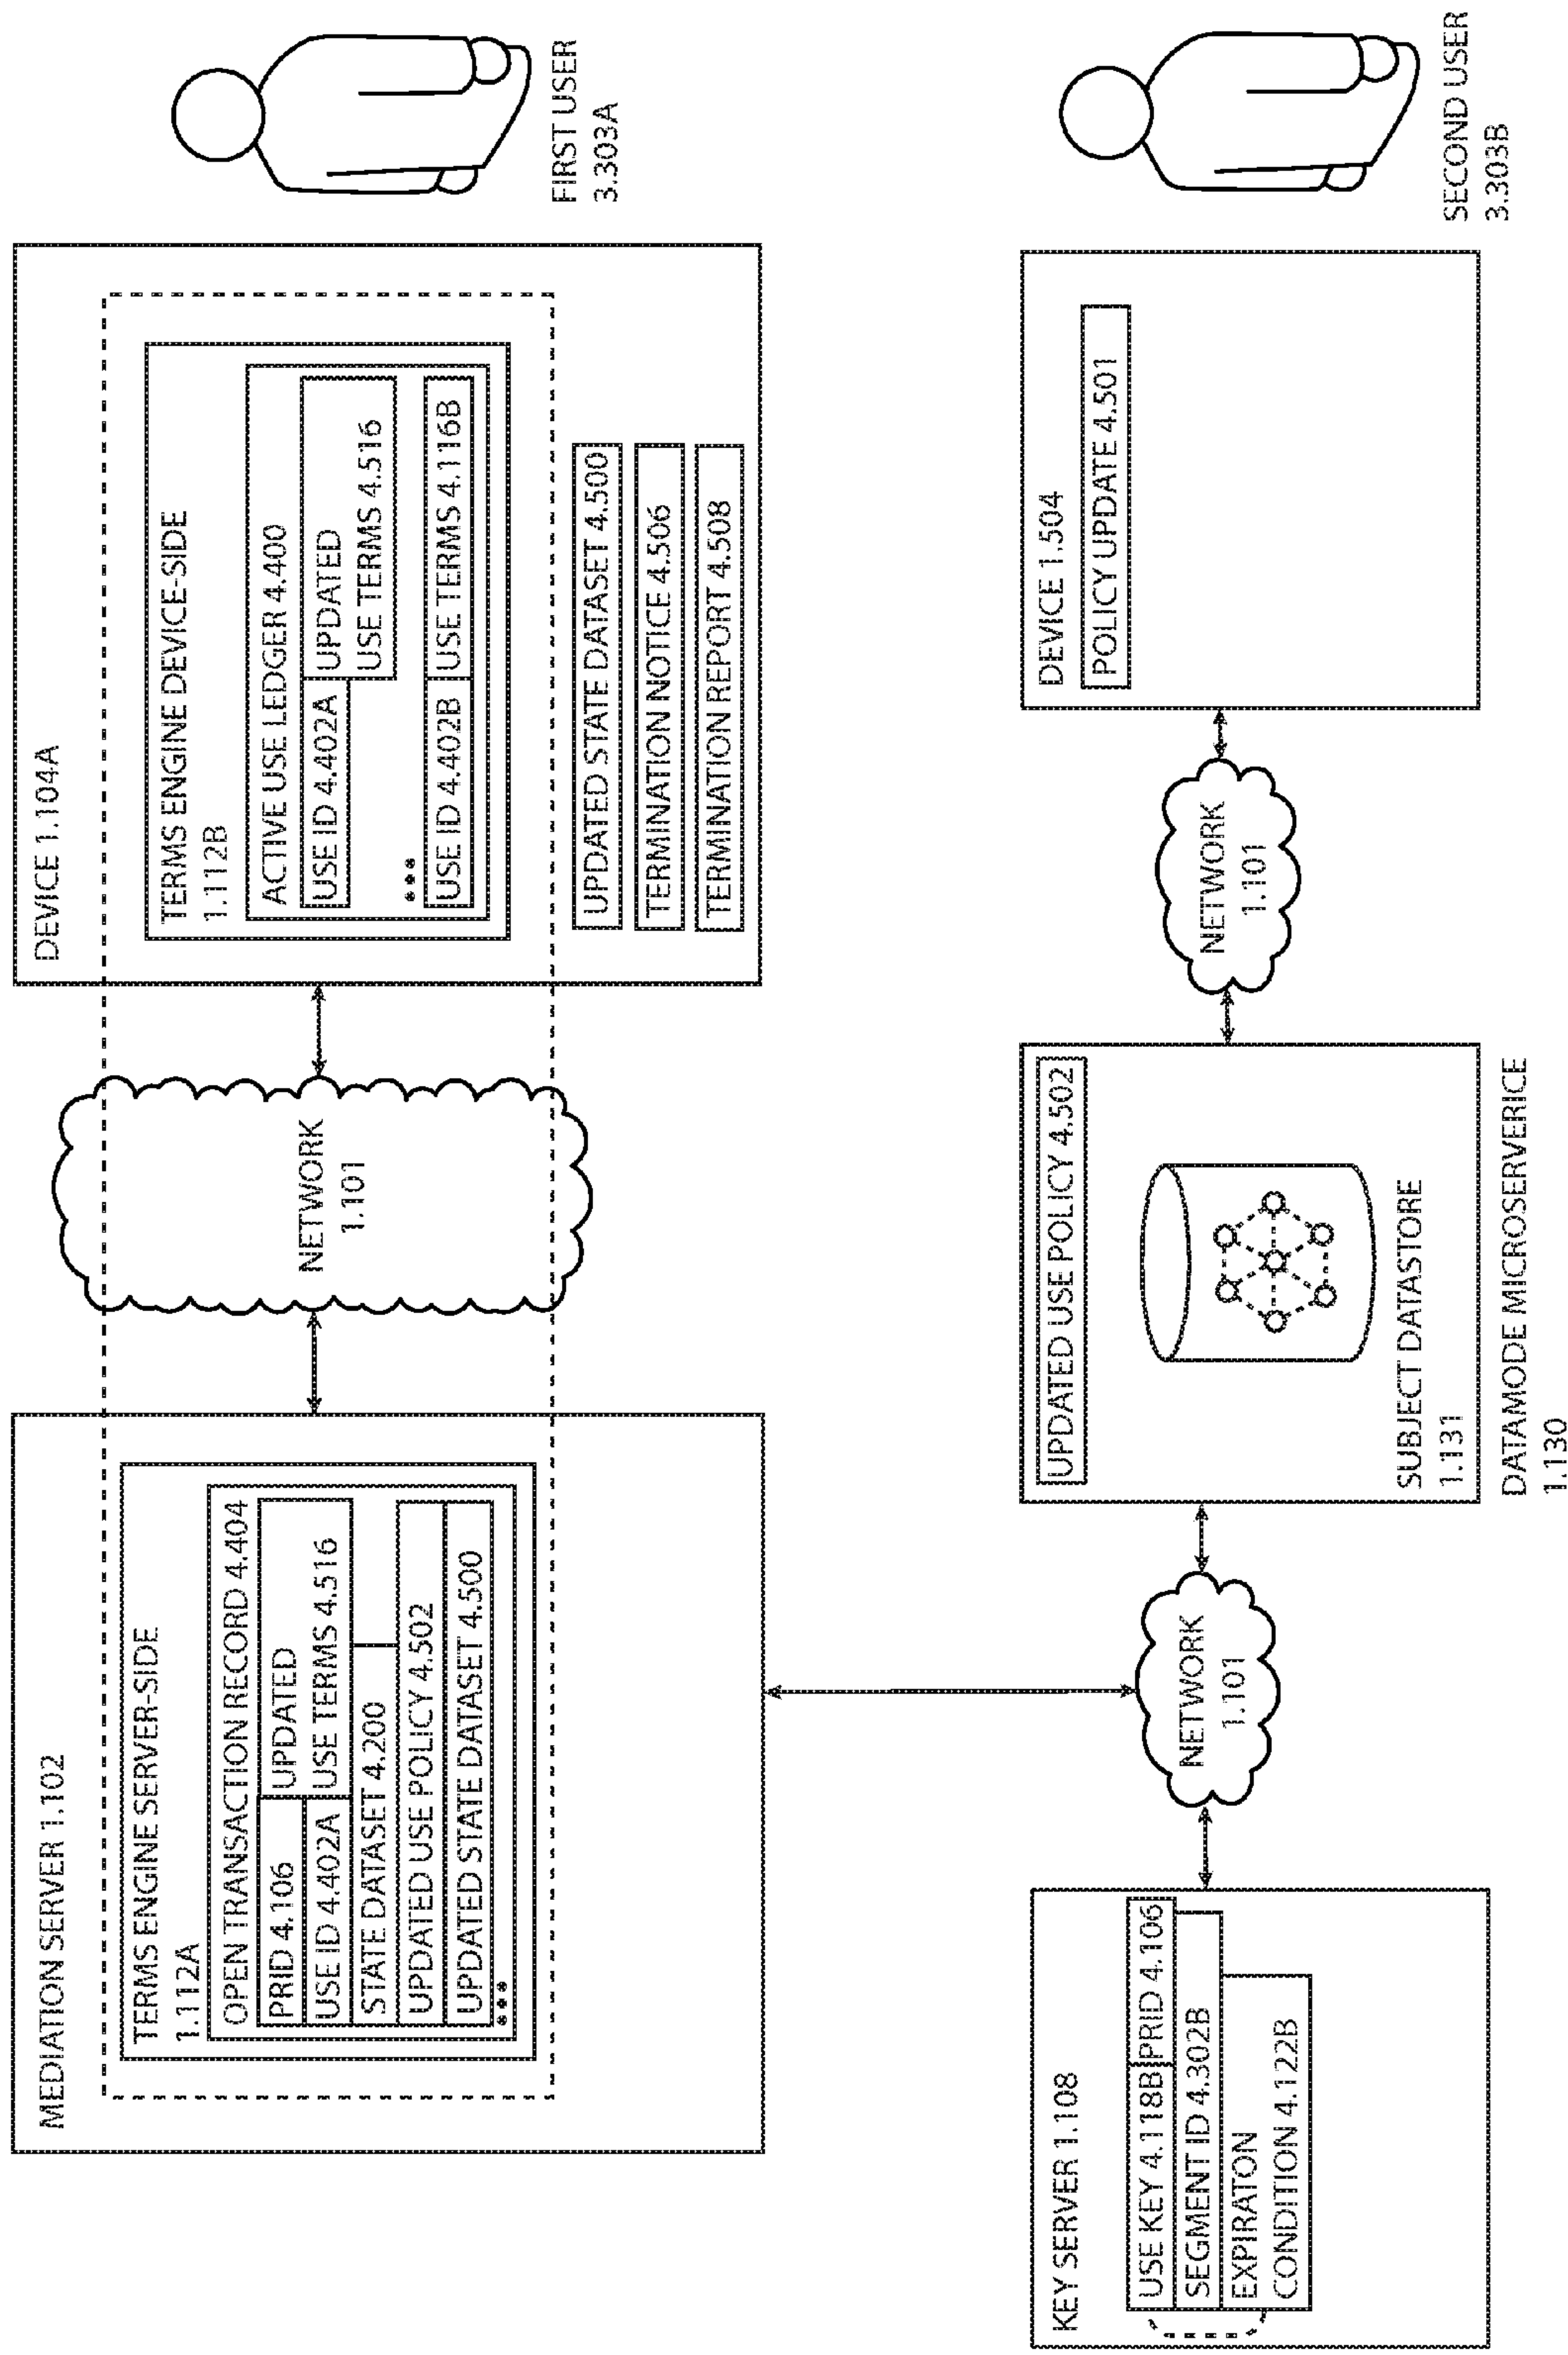 MEDIATION SERVER 1.102
TERMS ENGINE SERVER-SIDE
1.112A
OPEN TRANSACTION RECORD 4.404
PRID 4.106
USE ID 4.402A
UPDATED
USE TERMS 4.516
STATE DATASET 4.200
UPDATED USE POLICY 4.502
UPDATED STATE DATASET 4.500
NETWORK
1.101
DEVICE 1.104A
TERMS ENGINE DEVICE-SIDE
1.112B
ACTIVE USE LEDGER 4.400
USE ID 4.402A
UPDATED
USE TERMS 4.516
•••
USE ID 4.402B
USE TERMS 4.116B
UPDATED STATE DATASET 4.500
TERMINATION NOTICE 4.506
TERMINATION REPORT 4.508
FIRST USER
3.303A
KEY SERVER 1.108
USE KEY 4.118B
PRID 4.106
SEGMENT ID 4.302B
EXPIRATON
CONDITION 4.122B
NETWORK
1.101
UPDATED USE POLICY 4.502
SUBJECT DATASTORE
1.131
DATAMODE MICROSERVERICE
1.130
NETWORK
1.101
DEVICE 1.504
POLICY UPDATE 4.501
SECOND USER
3.303B